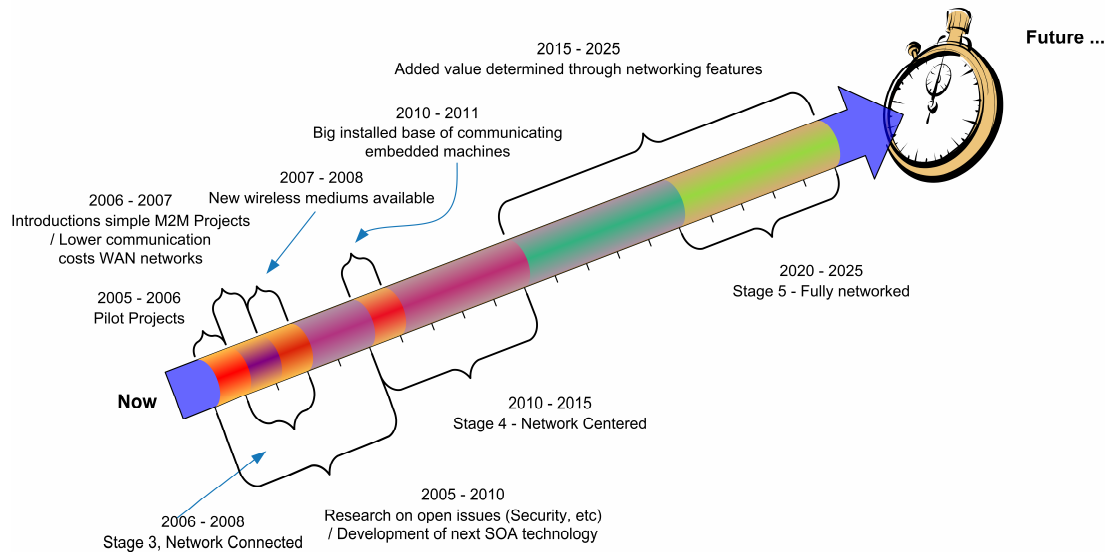 Future ...
2015 - 2025
Added value determined through networking features
2010 - 2011
Big installed base of communicating
embedded machines
2007 - 2008
New wireless mediums available
2006 - 2007
Introductions simple M2M Projects
/ Lower communication
costs WAN networks
2005 - 2006
Pilot Projects
2020 - 2025
Stage 5 - Fully networked
Now
2010 - 2015
Stage 4 - Network Centered
2005 - 2010
Research on open issues (Security, etc)
/ Development of next SOA technology
2006 - 2008
Stage 3, Network Connected